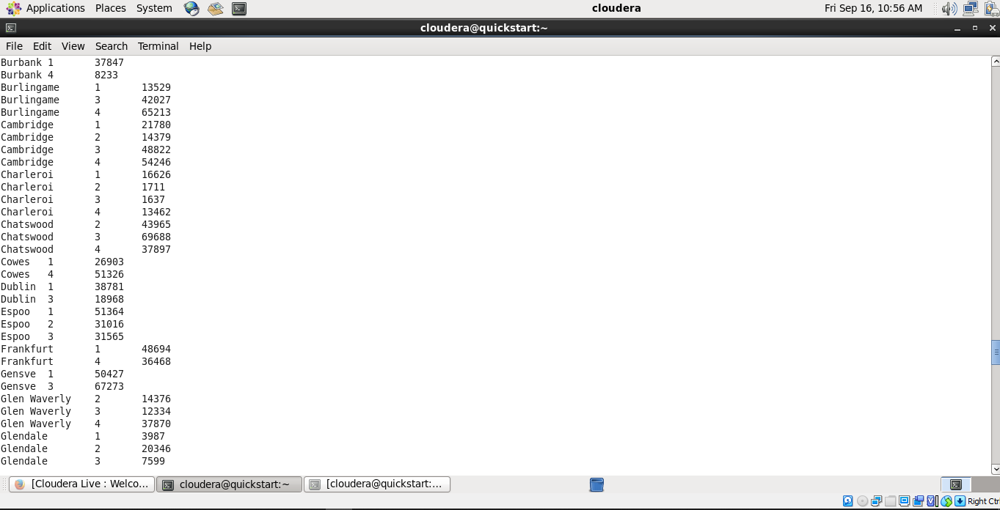 Applications Places System cloudera Fri Sep 16, 10:56 AM
cloudera@quickstart:~
File Edit View Search Terminal Help
Burbank 1 37847
Burbank 4 8233
Burlingame 1 13529
Burlingame 3 42027
Burlingame 4 65213
Cambridge 1 21780
Cambridge 2 14379
Cambridge 3 48822
Cambridge 4 54246
Charleroi 1 16626
Charleroi 2 1711
Charleroi 3 1637
Charleroi 4 13462
Chatswood 2 43965
Chatswood 3 69688
Chatswood 4 37897
Cowes 1 26903
Cowes 4 51326
Dublin 1 38781
Dublin 3 18968
Espoo 1 51364
Espoo 2 31016
Espoo 3 31565
Frankfurt 1 48694
Frankfurt 4 36468
Gensve 1 50427
Gensve 3 67273
Glen Waverly 2 14376
Glen Waverly 3 12334
Glen Waverly 4 37870
Glendale 1 3987
Glendale 2 20346
Glendale 3 7599
[Cloudera Live : Welco... cloudera@quickstart:~ [cloudera@quickstart:...
Right Ctrl